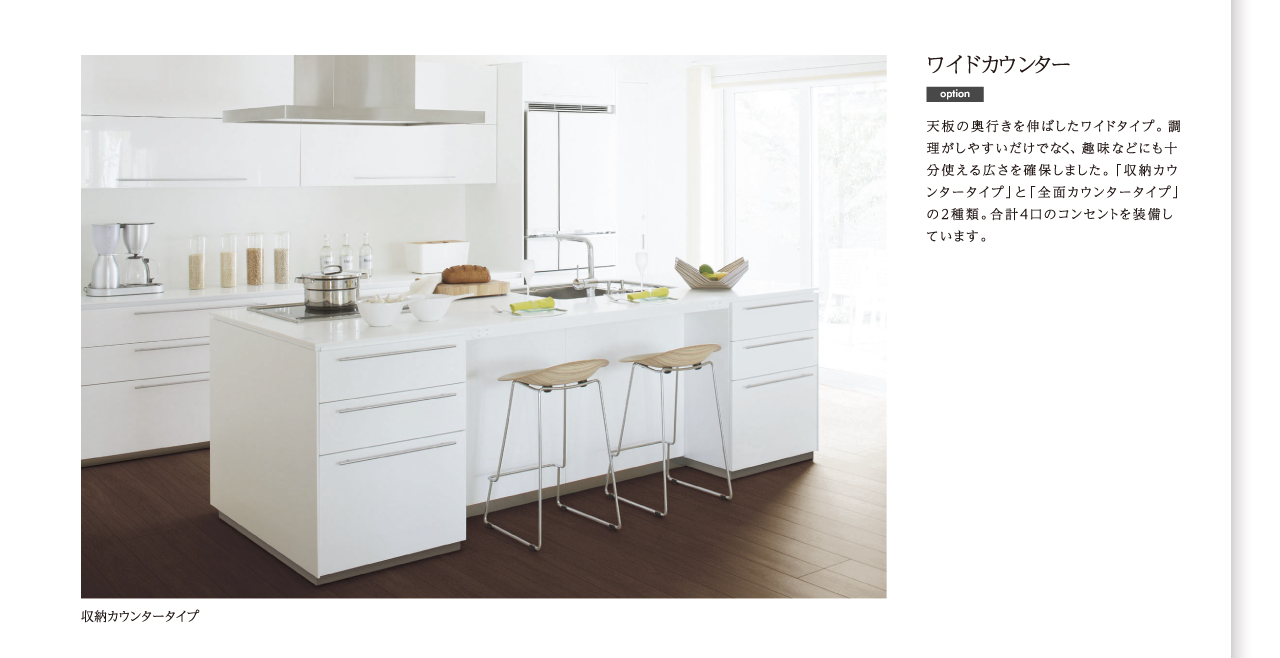 ワイドカウンター
option
天板の奥行きを伸ばしたワイドタイプ。調
理がしやすいだけでなく、趣味などにも十
分使える広さを確保しました。「収納カウ
ンタータイプ」と「全面カウンタータイプ」
の2種類。合計4口のコンセントを装備し
ています。
収納カウンタータイプ